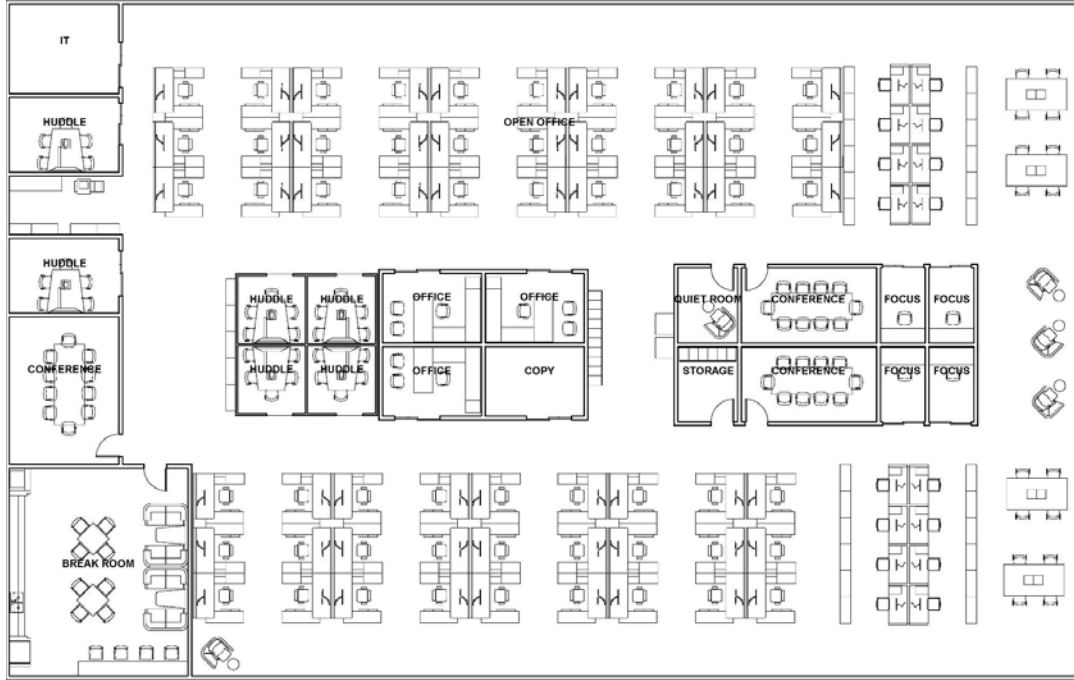 IT
HUDDLE
OPEN OFFICE
HUDDLE
HUDDLE
HUDDLE
OFFICE
OFFICE
QUIET ROOM
CONFERENCE
FOCUS
FOCUS
CONFERENCE
HUDDLE
HUDDLE
OFFICE
COPY
STORAGE
CONFERENCE
FOCUS
FOCUS
BREAK ROOM